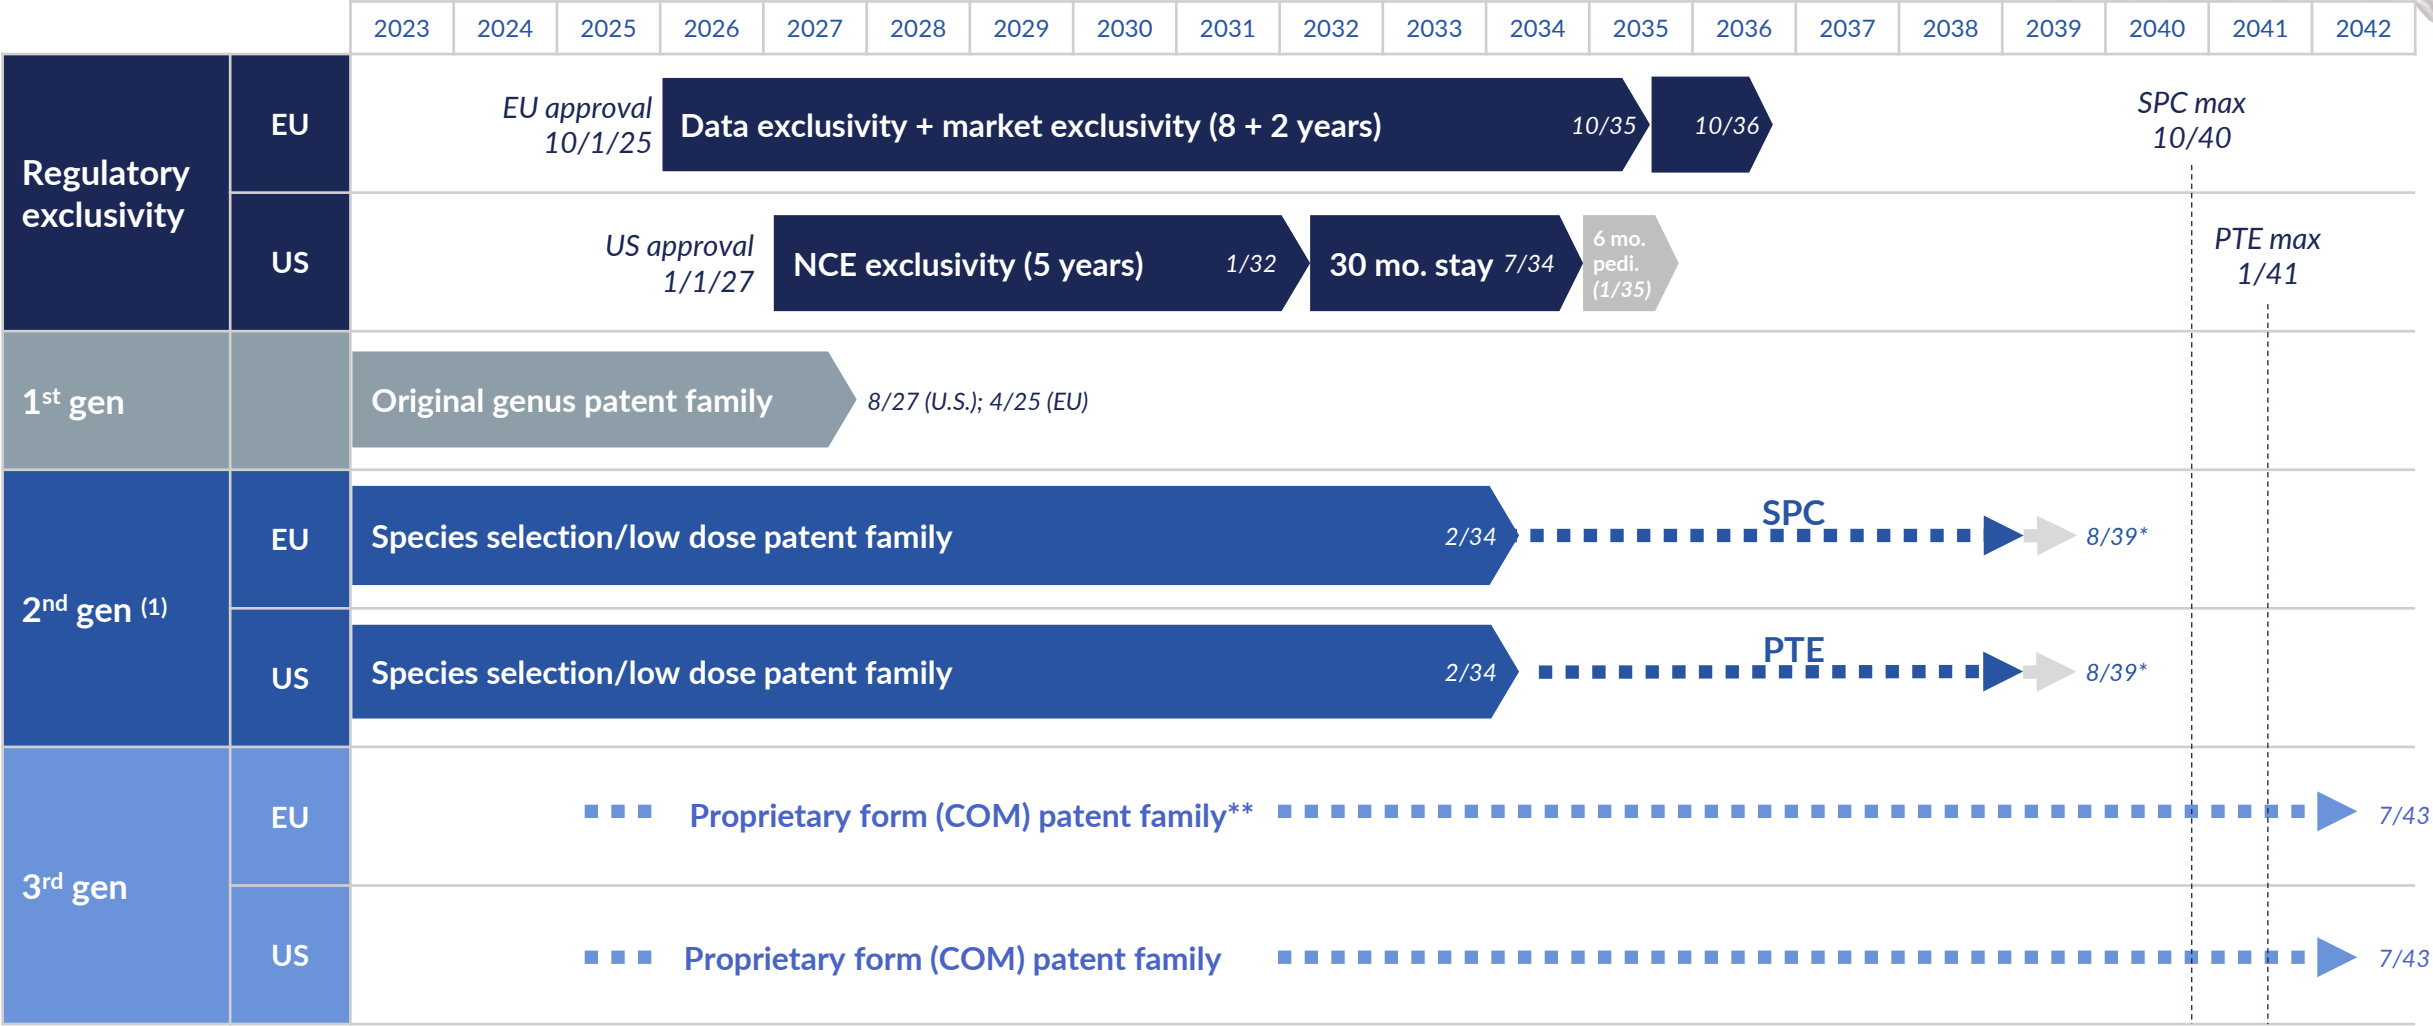 2023 2024 2025 2026 2027 2028 2029 2030 2031 2032 2033 2034 2035 2036 2037 2038 2039 2040 2041 2042
Regulatory
exclusivity
EU
EU approval
10/1/25
Data exclusivity + market exclusivity (8 + 2 years) 10/35
10/36
SPC max
10/40
US
US approval
1/1/27
NCE exclusivity (5 years) 1/32
30 mo. stay 7/34
6 mo.
pedi.
(1/35)
PTE max
1/41
1st gen
Original genus patent family
8/27 (U.S.); 4/25 (EU)
2nd gen (1)
EU
Species selection/low dose patent family 2/34
SPC
8/39*
US
Species selection/low dose patent family 2/34
PTE
8/39*
3rd gen
EU
Proprietary form (COM) patent family**
7/43
US
Proprietary form (COM) patent family
7/43